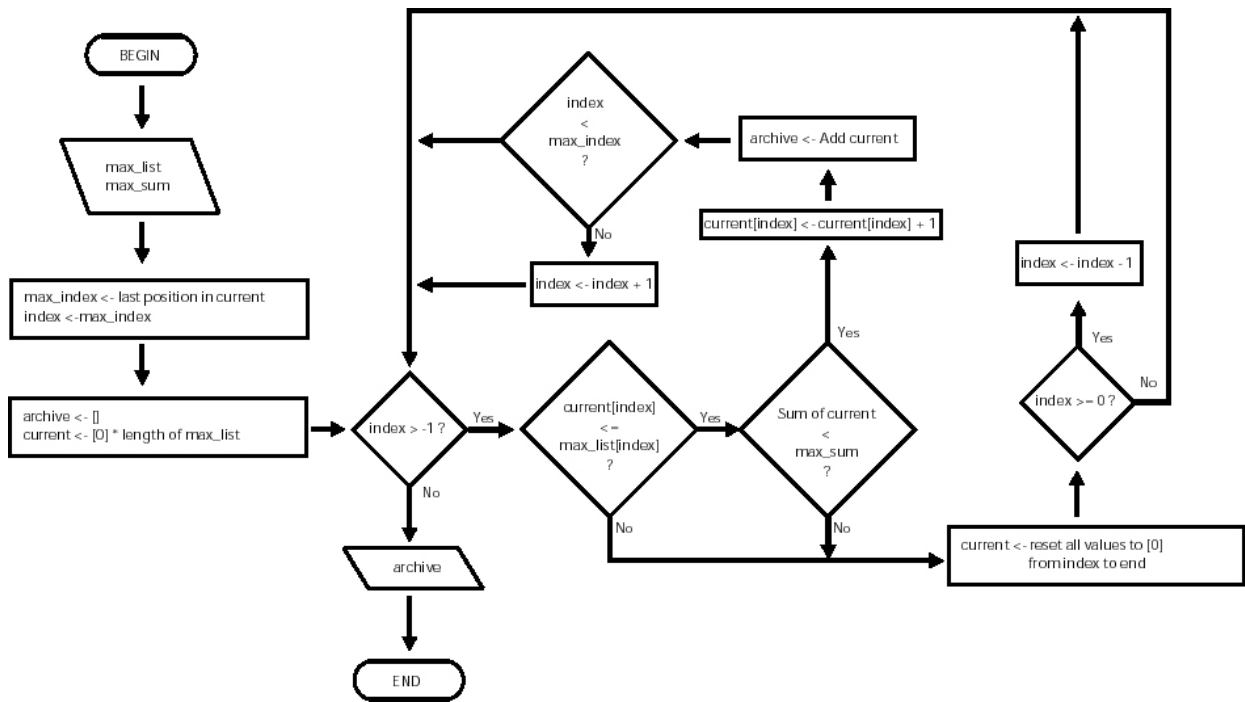 BEGIN
max_list
max_sum
max_index <- last position in current
index <-max_index
archive <- []
current <- [0] * length of max_list
index > -1 ?
Yes
No
archive
END
current[index]
<=
max_list[index]
?
Yes
No
Sum of current
<
max_sum
?
Yes
No
current[index] <- current[index] + 1
archive <- Add current
index
<
max_index
?
No
index <- index + 1
current <- reset all values to [0]
from index to end
index >= 0 ?
Yes
No
index <- index - 1